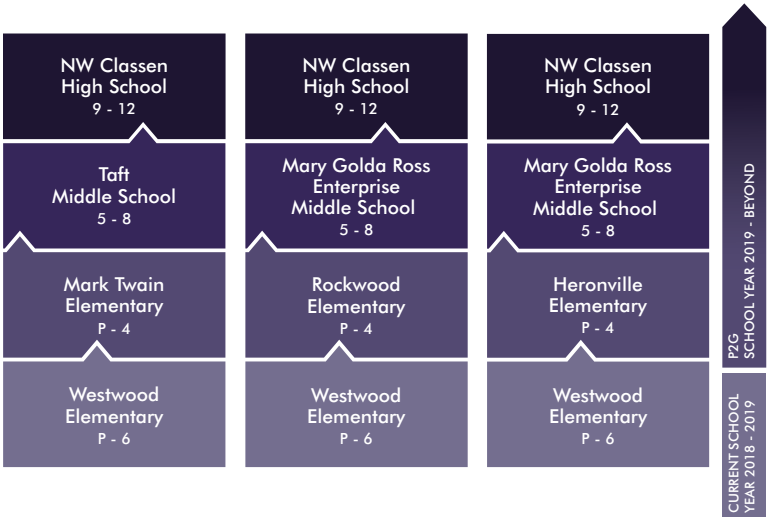 NW Classen
High School
9 - 12
Taft
Middle School
5 - 8
Mark Twain
Elementary
P - 4
Westwood
Elementary
P - 6
NW Classen
High School
9 - 12
Mary Golda Ross
Enterprise
Middle School
5 - 8
Rockwood
Elementary
P - 4
Westwood
Elementary
P - 6
NW Classen
High School
9 - 12
Mary Golda Ross
Enterprise
Middle School
5 - 8
Heronville
Elementary
P - 4
Westwood
Elementary
P - 6
P2G
SCHOOL YEAR 2019 - BEYOND
CURRENT SCHOOL
YEAR 2018 - 2019